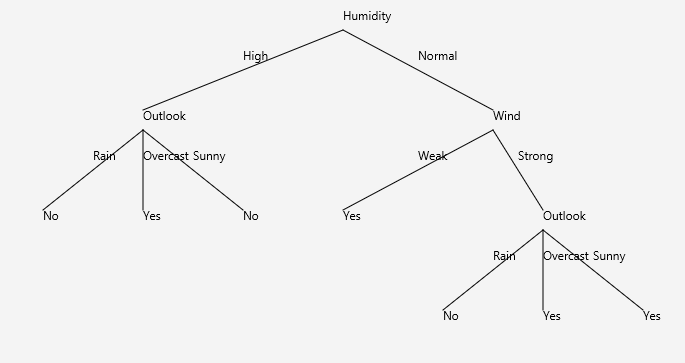 Humidity
High Normal
Outlook Wind
Rain Overcast Sunny Weak Strong
No Yes No Yes Outlook
Rain Overcast Sunny
No Yes Yes